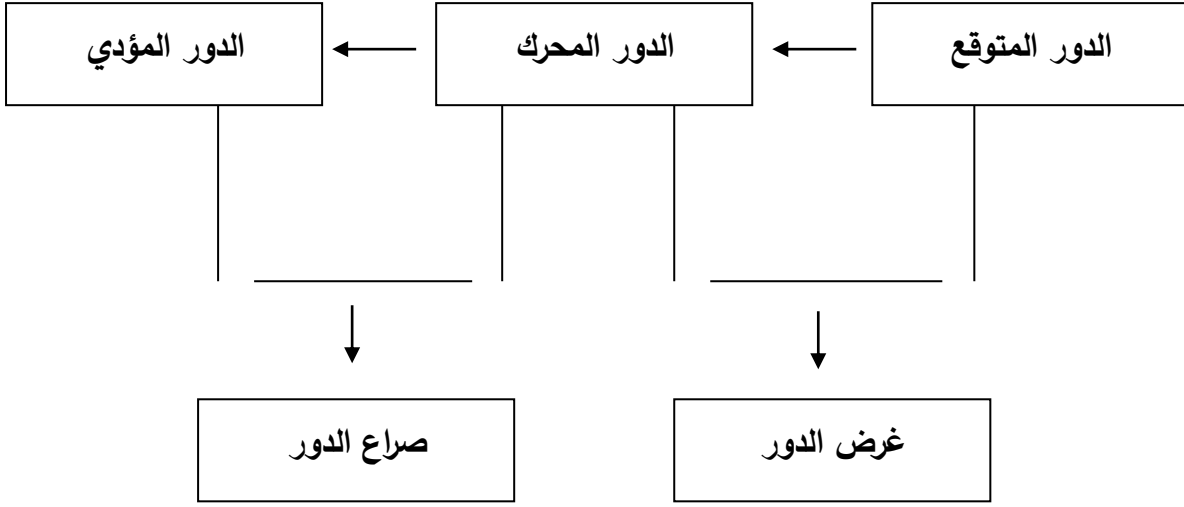 الدور المتوقع
الدور المحرك
الدور المؤدي
غرض الدور
صراع الدور